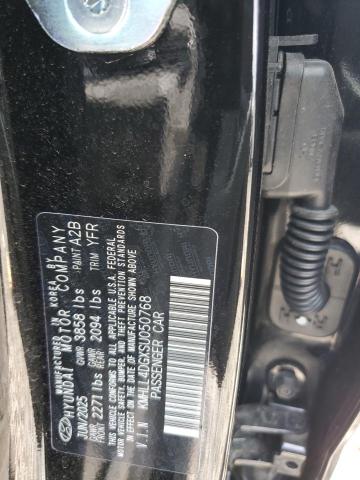 MANUFACTURED IN KOREA BY
HYUNDAI MOTOR COMPANY
JUN/2025 GVWR 3858 lbs PAINT A2B
GAWR FRONT 2271 lbs GAWR REAR 2094 lbs TRIM YFR
THIS VEHICLE CONFORMS TO ALL APPLICABLE U.S.A. FEDERAL
MOTOR VEHICLE SAFETY, BUMPER, AND THEFT PREVENTION STANDARDS
IN EFFECT ON THE DATE OF MANUFACTURE SHOWN ABOVE.
V.I.N KMHLL4DGXSU050768
PASSENGER CAR